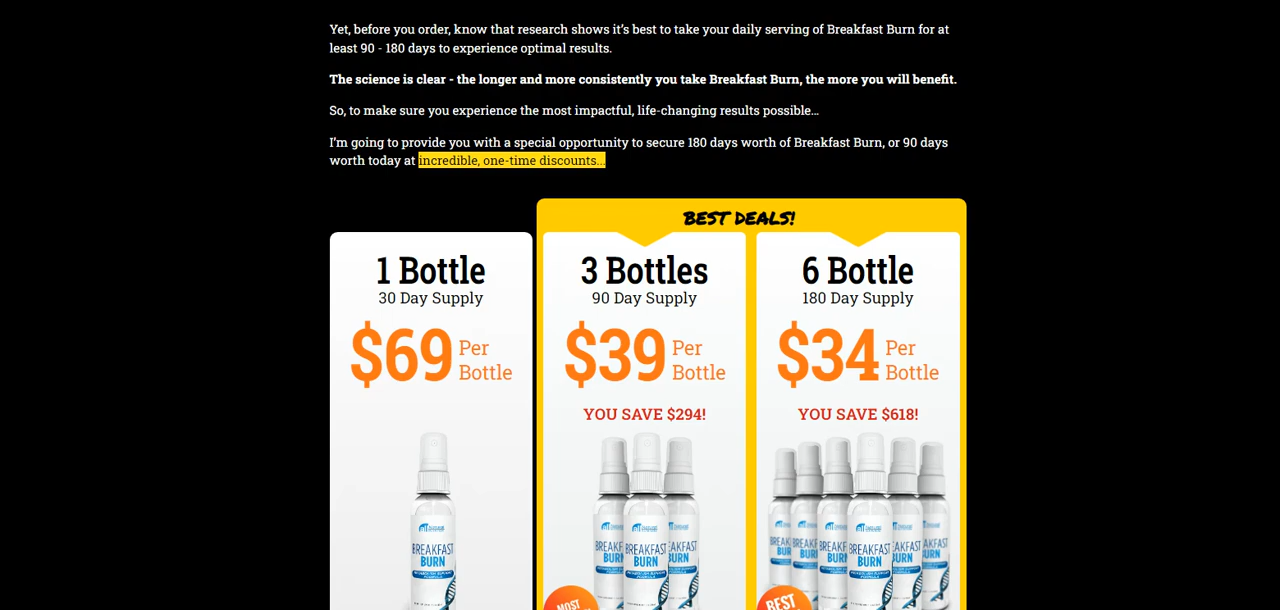 Yet, before you order, know that research shows it's best to take your daily serving of Breakfast Burn for at
least 90 - 180 days to experience optimal results.
The science is clear - the longer and more consistently you take Breakfast Burn, the more you will benefit.
So, to make sure you experience the most impactful, life-changing results possible...
I'm going to provide you with a special opportunity to secure 180 days worth of Breakfast Burn, or 90 days
worth today at incredible, one-time discounts...
BEST DEALS!
1 Bottle
30 Day Supply
$69 Per Bottle
3 Bottles
90 Day Supply
$39 Per Bottle
YOU SAVE $294!
6 Bottle
180 Day Supply
$34 Per Bottle
YOU SAVE $618!
BREAKFAST
BURN
BREAKFAST
BURN
BREAKFAST
BURN
MOST
BEST